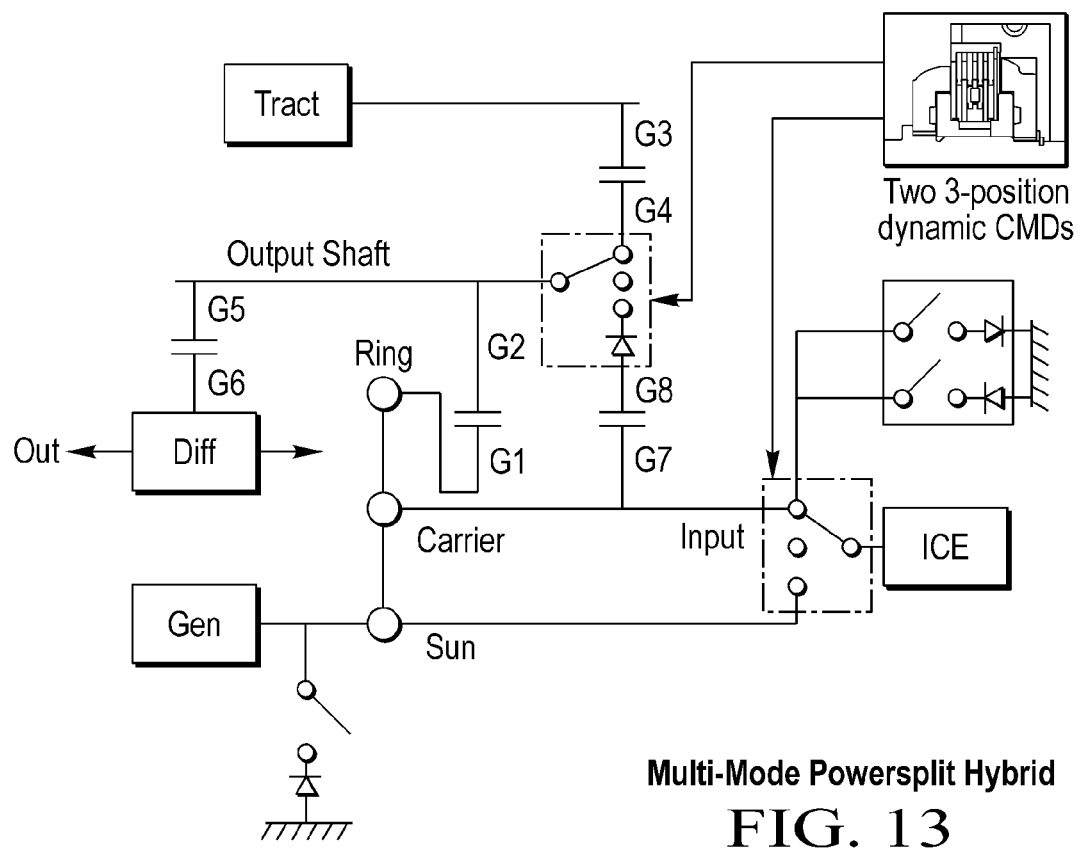 Tract
G3
G4
Two 3-position
dynamic CMDs
Output Shaft
G5
G2
Ring
G6
G8
Out
Diff
G1
G7
Carrier
Input
ICE
Gen
Sun
Multi-Mode Powersplit Hybrid
FIG. 13